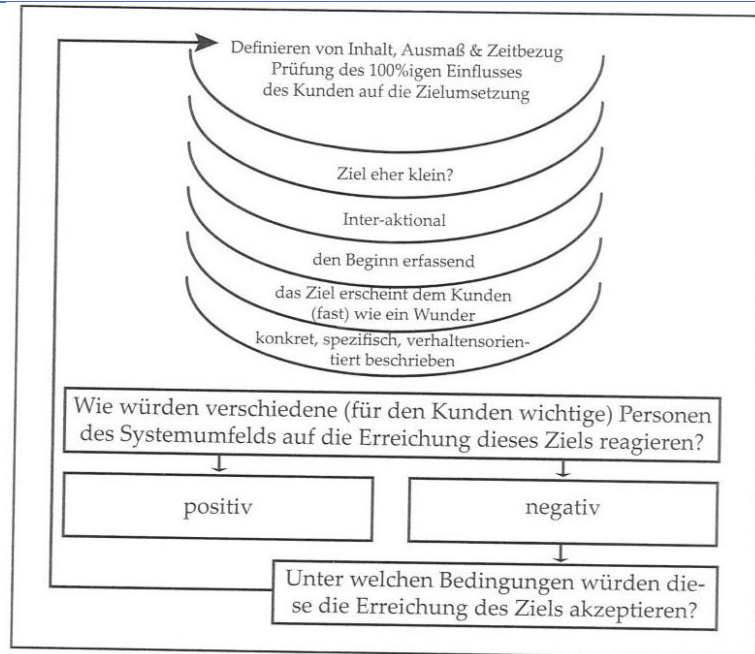 Definieren von Inhalt, Ausmaß & Zeitbezug
Prüfung des 100%igen Einflusses
des Kunden auf die Zielumsetzung
Ziel eher klein?
Inter-aktional
den Beginn erfassend
das Ziel erscheint dem Kunden
(fast) wie ein Wunder
konkret, spezifisch, verhaltensorien-
tiert beschrieben
Wie würden verschiedene (für den Kunden wichtige) Personen
des Systemumfelds auf die Erreichung dieses Ziels reagieren?
positiv
negativ
Unter welchen Bedingungen würden die-
se die Erreichung des Ziels akzeptieren?